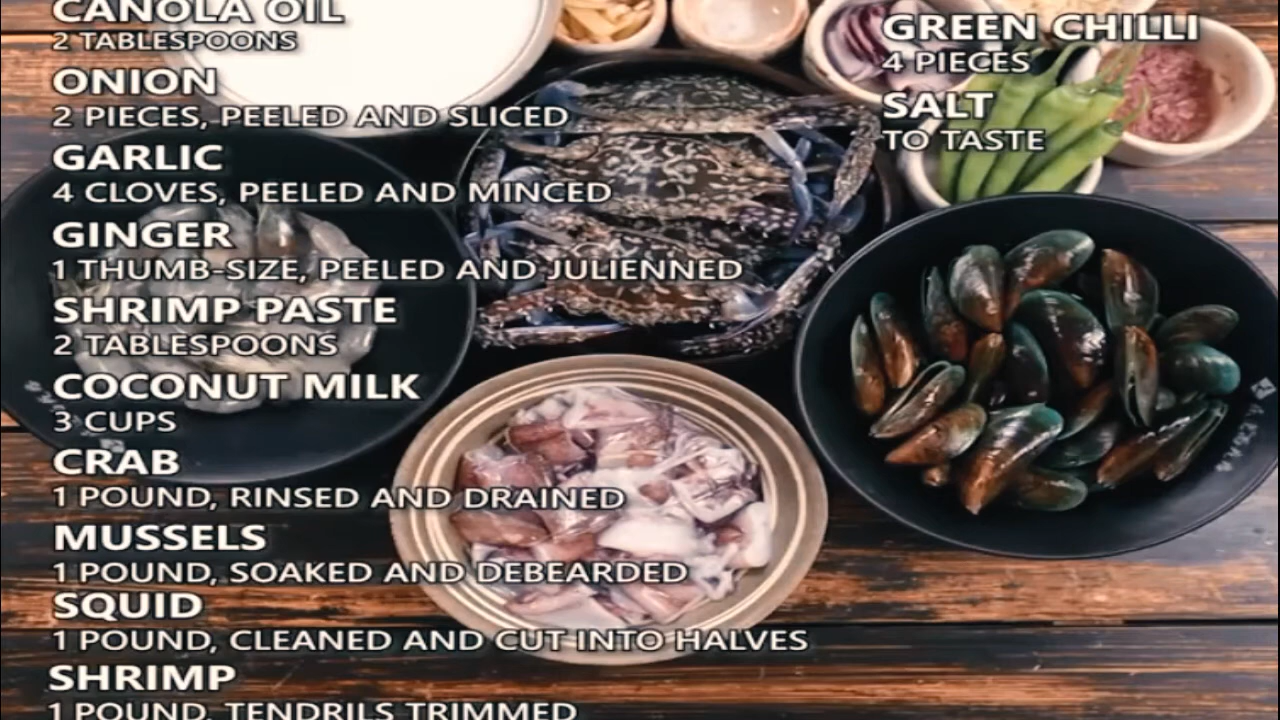 CANOLA OIL
2 TABLESPOONS
ONION
2 PIECES, PEELED AND SLICED
GARLIC
4 CLOVES, PEELED AND MINCED
GINGER
1 THUMB-SIZE, PEELED AND JULIENNED
SHRIMP PASTE
2 TABLESPOONS
COCONUT MILK
3 CUPS
CRAB
1 POUND, RINSED AND DRAINED
MUSSELS
1 POUND, SOAKED AND DEBEARDED
SQUID
1 POUND, CLEANED AND CUT INTO HALVES
SHRIMP
1 POUND, TENDRILS TRIMMED
GREEN CHILLI
4 PIECES
SALT
TO TASTE